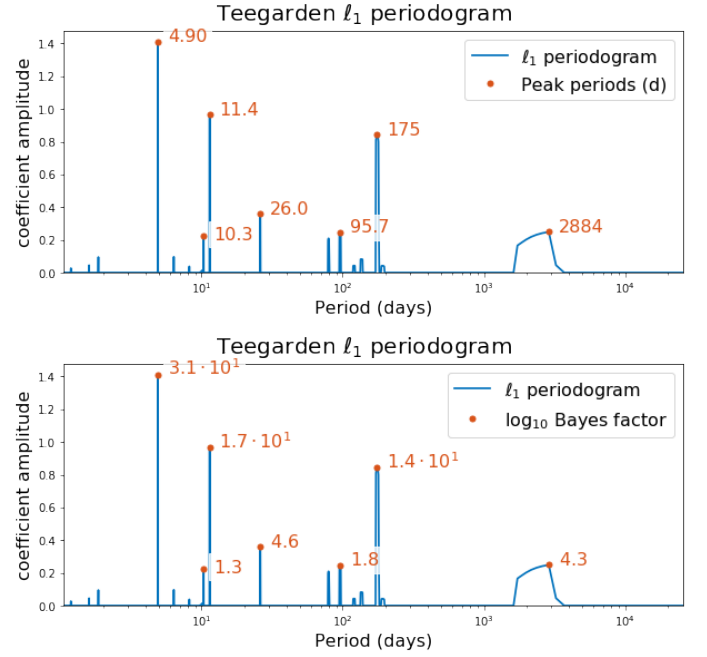 Teegarden ℓ₁ periodogram
coefficient amplitude
1.4
1.2
1.0
0.8
0.6
0.4
0.2
0.0
4.90
11.4
10.3
26.0
95.7
175
2884
ℓ₁ periodogram
Peak periods (d)
10¹ 10² 10³ 10⁴
Period (days)
Teegarden ℓ₁ periodogram
coefficient amplitude
1.4
1.2
1.0
0.8
0.6
0.4
0.2
0.0
3.1 · 10¹
1.7 · 10¹
1.3
4.6
1.8
1.4 · 10¹
4.3
ℓ₁ periodogram
log₁₀ Bayes factor
10¹ 10² 10³ 10⁴
Period (days)